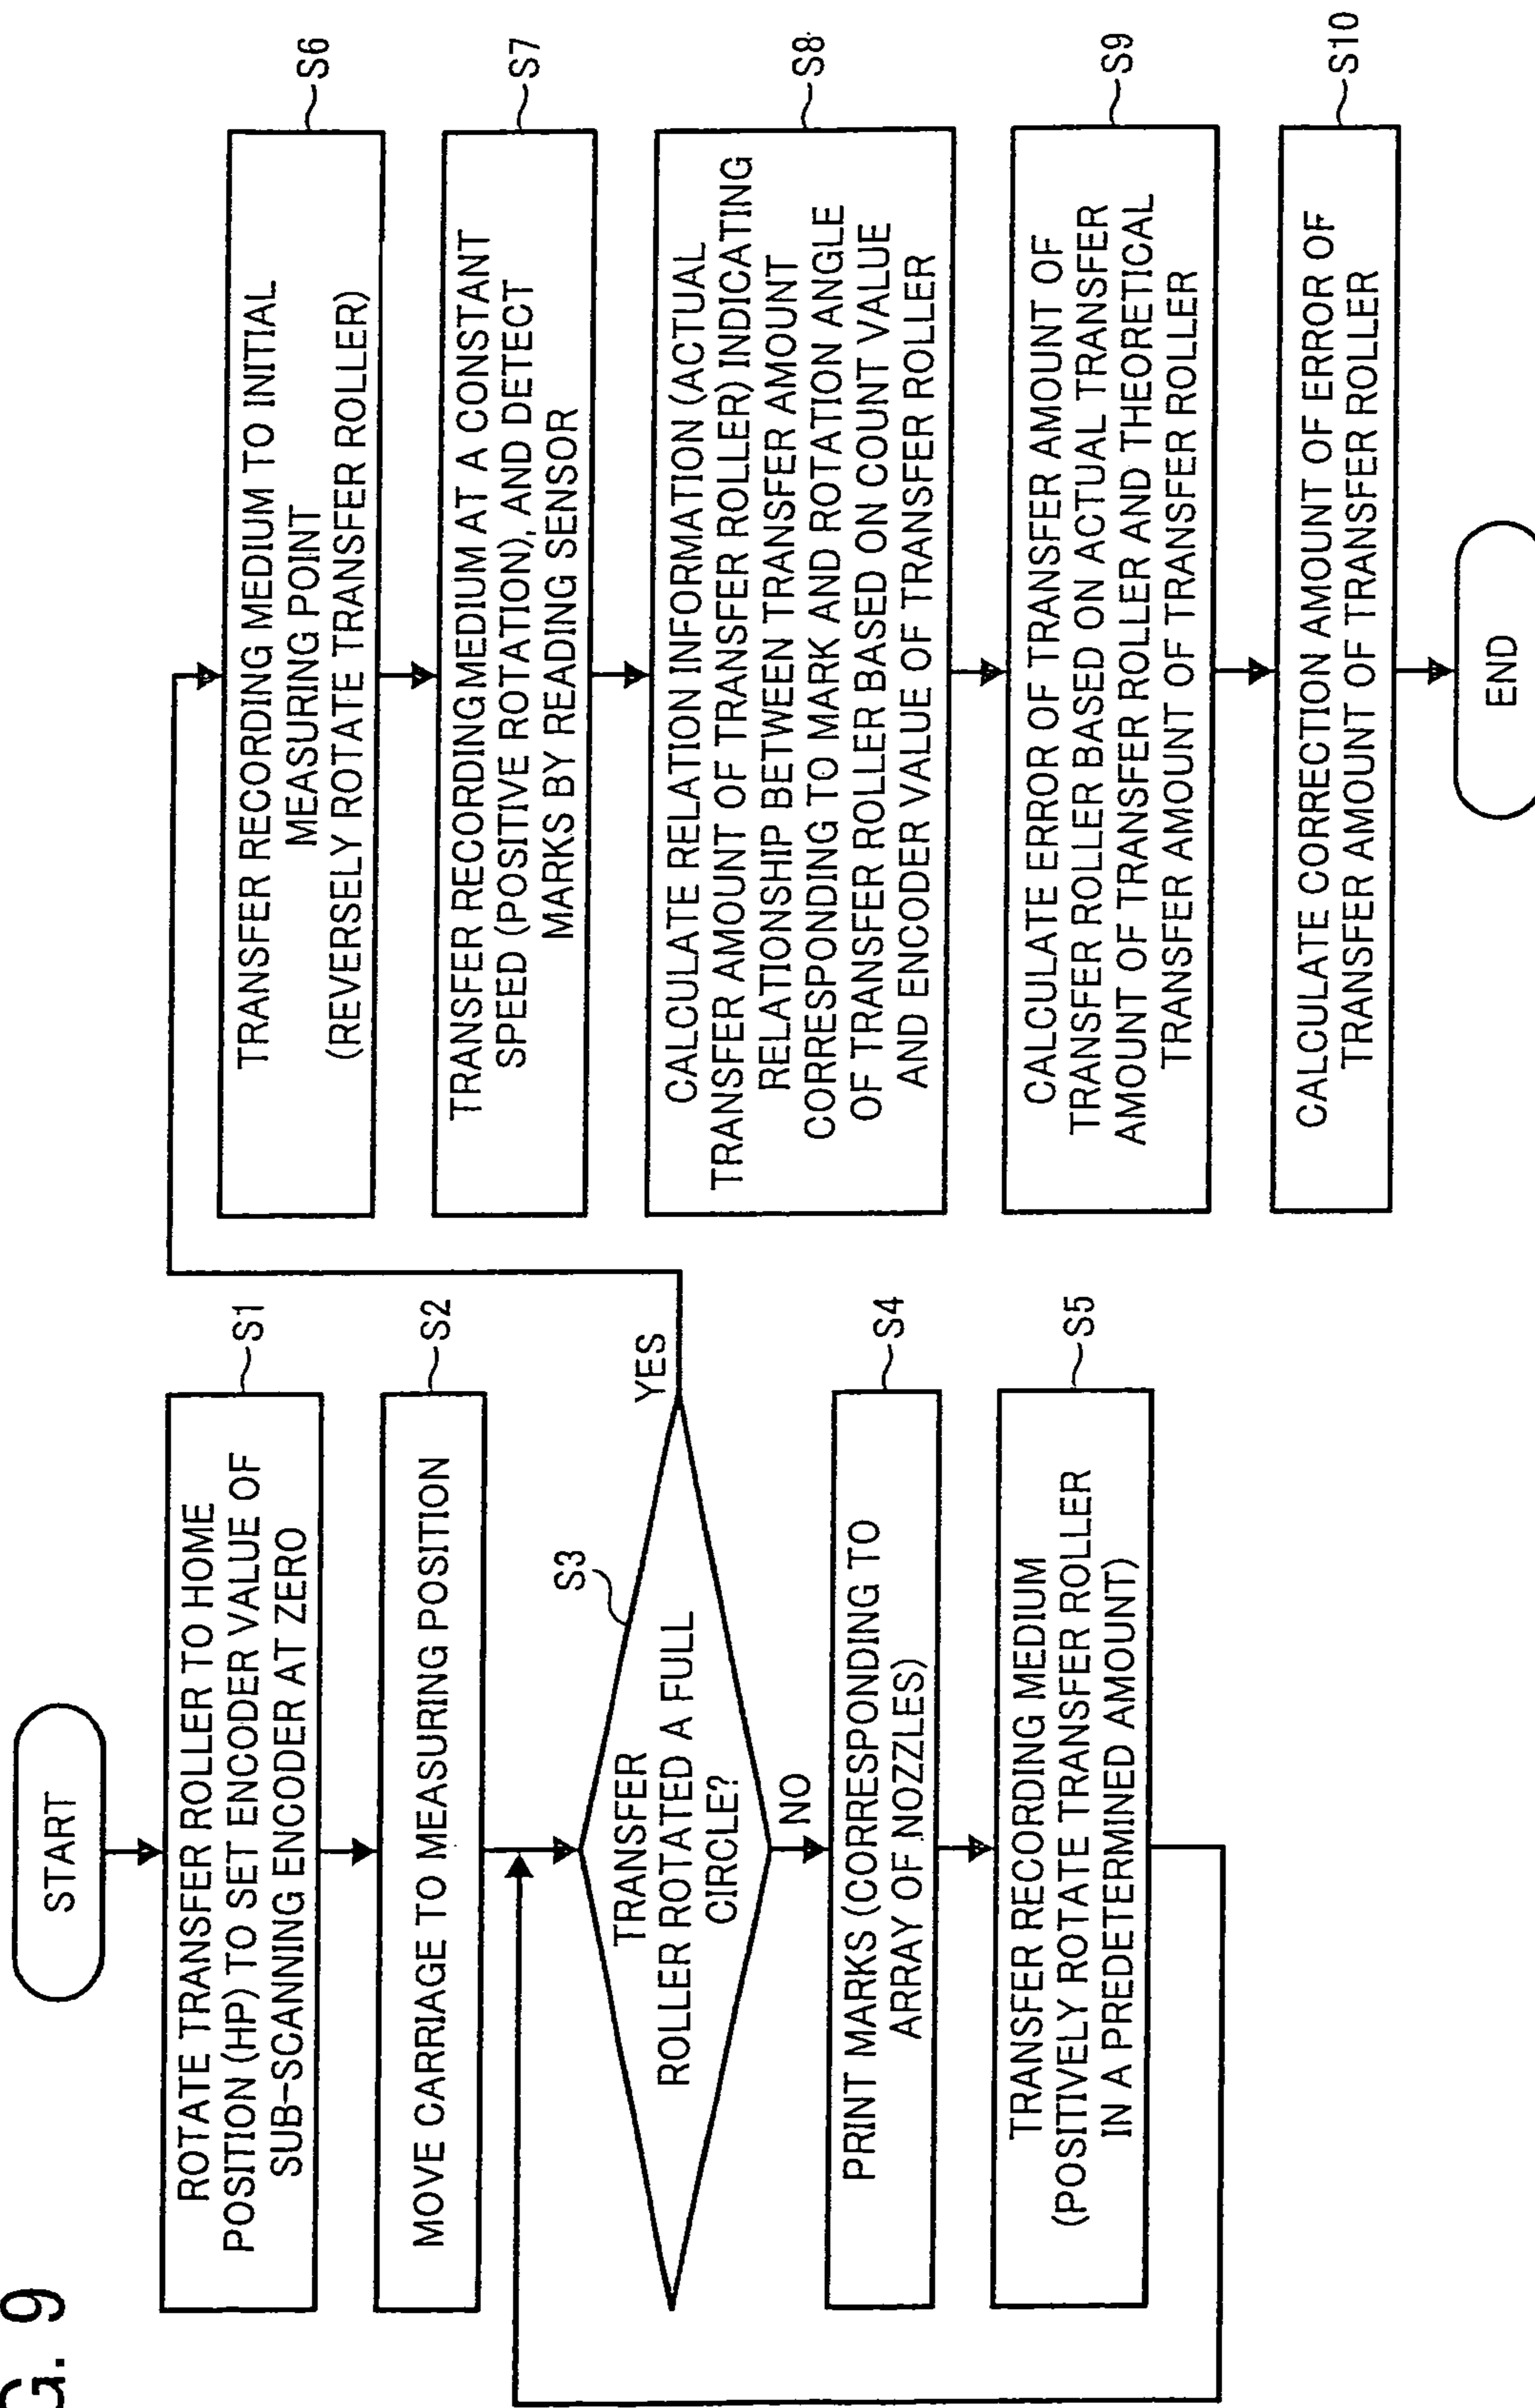 G. 9
START
ROTATE TRANSFER ROLLER TO HOME
POSITION (HP) TO SET ENCODER VALUE OF
SUB-SCANNING ENCODER AT ZERO
S1
MOVE CARRIAGE TO MEASURING POSITION
S2
TRANSFER
ROLLER ROTATED A FULL
CIRCLE?
S3
YES
NO
PRINT MARKS (CORRESPONDING TO
ARRAY OF NOZZLES)
S4
TRANSFER RECORDING MEDIUM
(POSITIVELY ROTATE TRANSFER ROLLER
IN A PREDETERMINED AMOUNT)
S5
TRANSFER RECORDING MEDIUM TO INITIAL
MEASURING POINT
(REVERSELY ROTATE TRANSFER ROLLER)
S6
TRANSFER RECORDING MEDIUM AT A CONSTANT
SPEED (POSITIVE ROTATION), AND DETECT
MARKS BY READING SENSOR
S7
CALCULATE RELATION INFORMATION (ACTUAL
TRANSFER AMOUNT OF TRANSFER ROLLER) INDICATING
RELATIONSHIP BETWEEN TRANSFER AMOUNT
CORRESPONDING TO MARK AND ROTATION ANGLE
OF TRANSFER ROLLER BASED ON COUNT VALUE
AND ENCODER VALUE OF TRANSFER ROLLER
S8
CALCULATE ERROR OF TRANSFER AMOUNT OF
TRANSFER ROLLER BASED ON ACTUAL TRANSFER
AMOUNT OF TRANSFER ROLLER AND THEORETICAL
TRANSFER AMOUNT OF TRANSFER ROLLER
S9
CALCULATE CORRECTION AMOUNT OF ERROR OF
TRANSFER AMOUNT OF TRANSFER ROLLER
S10
END